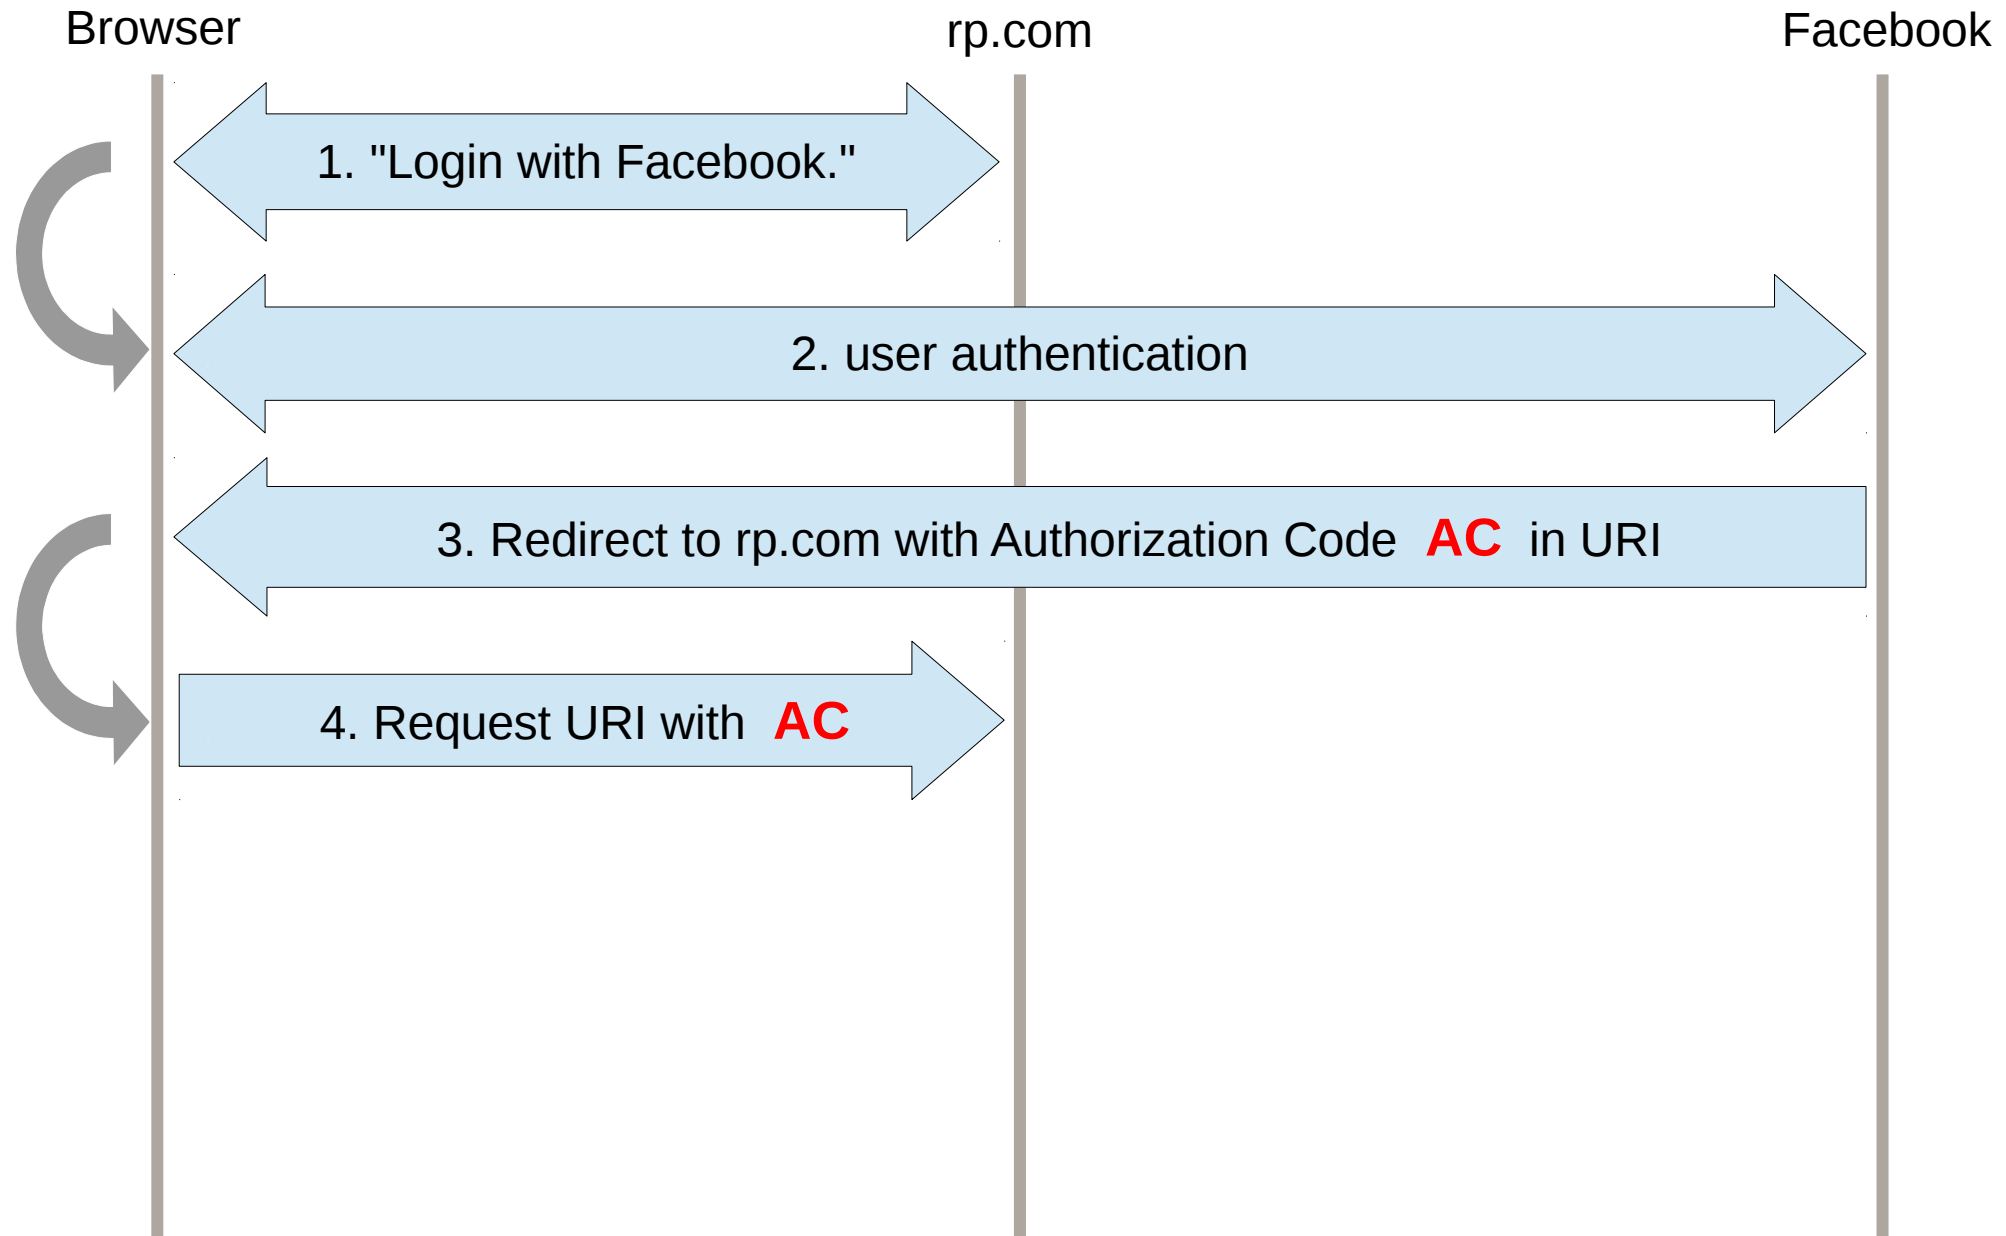 Browser
rp.com
Facebook
1. "Login with Facebook."
2. user authentication
3. Redirect to rp.com with Authorization Code AC in URI
4. Request URI with AC